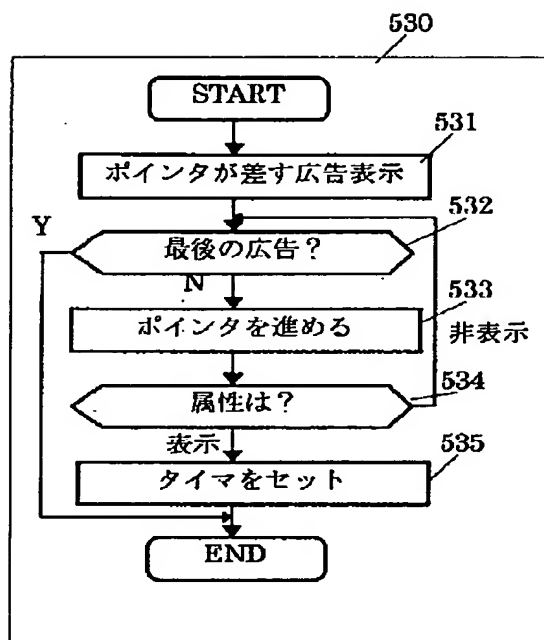 530
START
531
ポインタが差す広告表示
532
Y
最後の広告?
N
533
ポインタを進める
非表示
534
属性は?
表示
535
タイマをセット
END